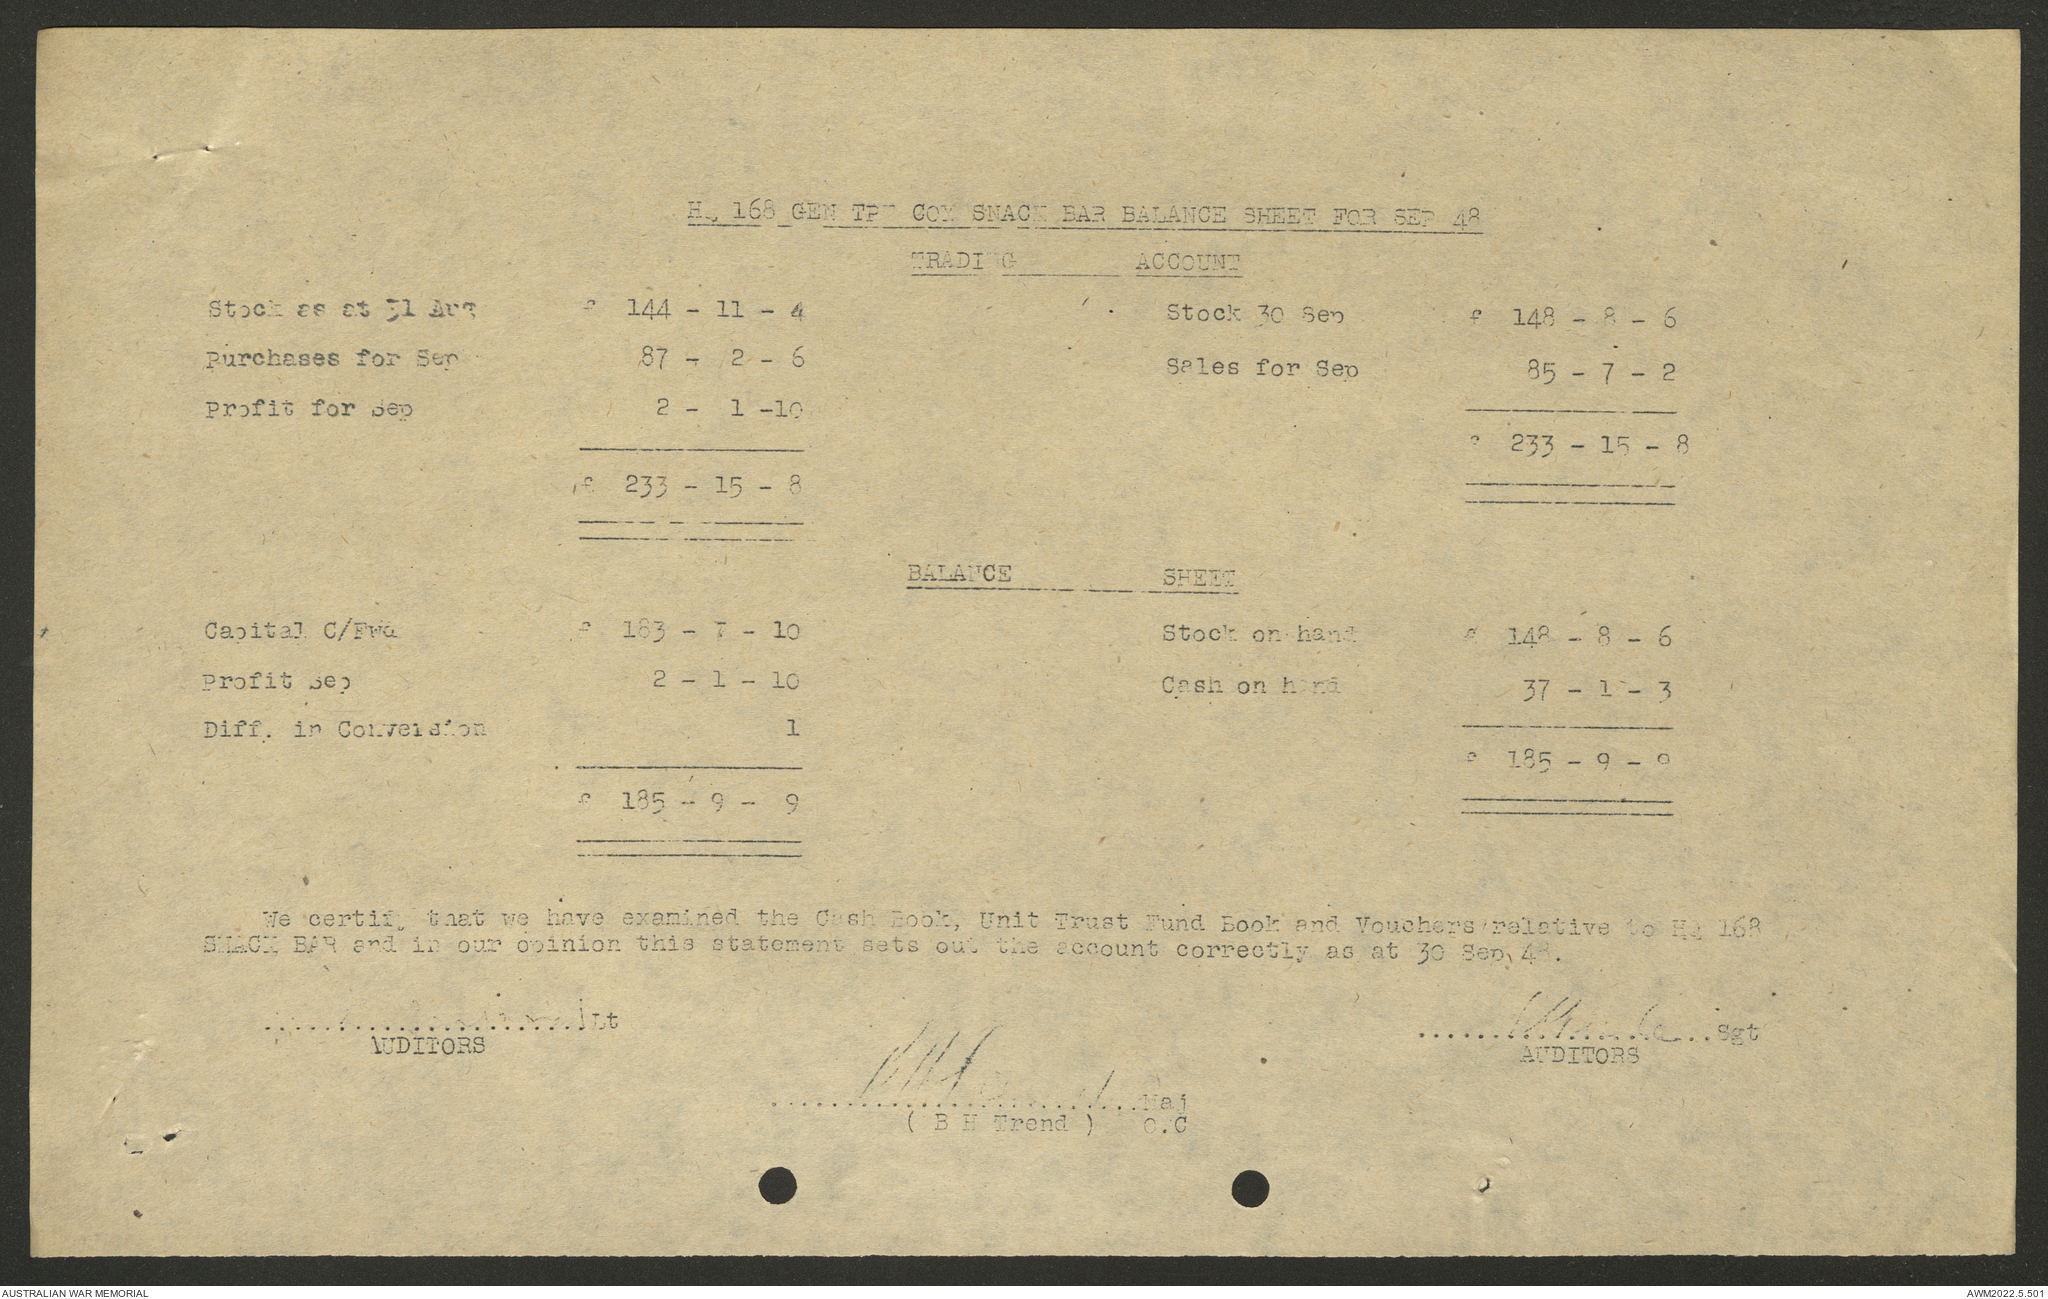 HQ 168 GEN TPT COY SNACK BAR BALANCE SHEET FOR SEP 48
TRADING ACCOUNT
Stock as at 31 Aug £ 144 - 11 - 4 Stock 30 Sep £ 148 - 8 - 6
Purchases for Sep 87 - 2 - 6 Sales for Sep 85 - 7 - 2
Profit for Sep 2 - 1 -10
£ 233 - 15 - 8
£ 233 - 15 - 8
BALANCE SHEET
Capital C/Fwd £ 183 - 7 - 10 Stock on hand £ 148 - 8 - 6
Profit Sep 2 - 1 - 10 Cash on hand 37 - 1 - 3
Diff. in Conversion 1
£ 185 - 9 - 9
£ 185 - 9 - 9
We certify that we have examined the Cash Book, Unit Trust Fund Book and Vouchers relative to HQ 168
SNACK BAR and in our opinion this statement sets out the account correctly as at 30 Sep 48.
.......................Lt
AUDITORS
....................Sgt
AUDITORS
.........................Maj
( B H Trend ) O.C
AUSTRALIAN WAR MEMORIAL
AWM2022.5.501